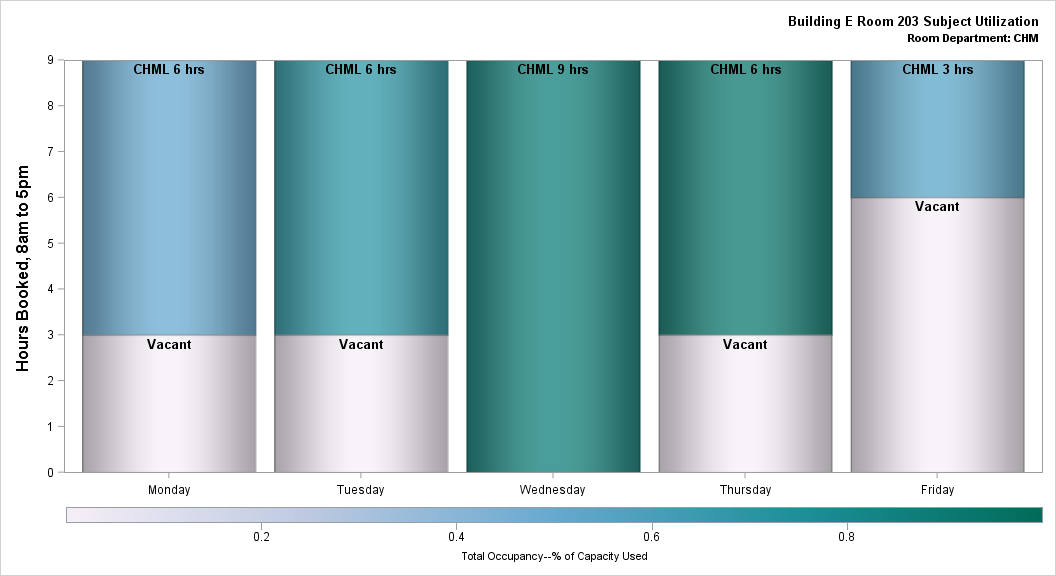 Building E Room 203 Subject Utilization
Room Department: CHM
Hours Booked, 8am to 5pm
9
8
7
6
5
4
3
2
1
0
CHML 6 hrs
CHML 6 hrs
CHML 9 hrs
CHML 6 hrs
CHML 3 hrs
Vacant
Vacant
Vacant
Vacant
Monday
Tuesday
Wednesday
Thursday
Friday
0.2
0.4
0.6
0.8
Total Occupancy--% of Capacity Used